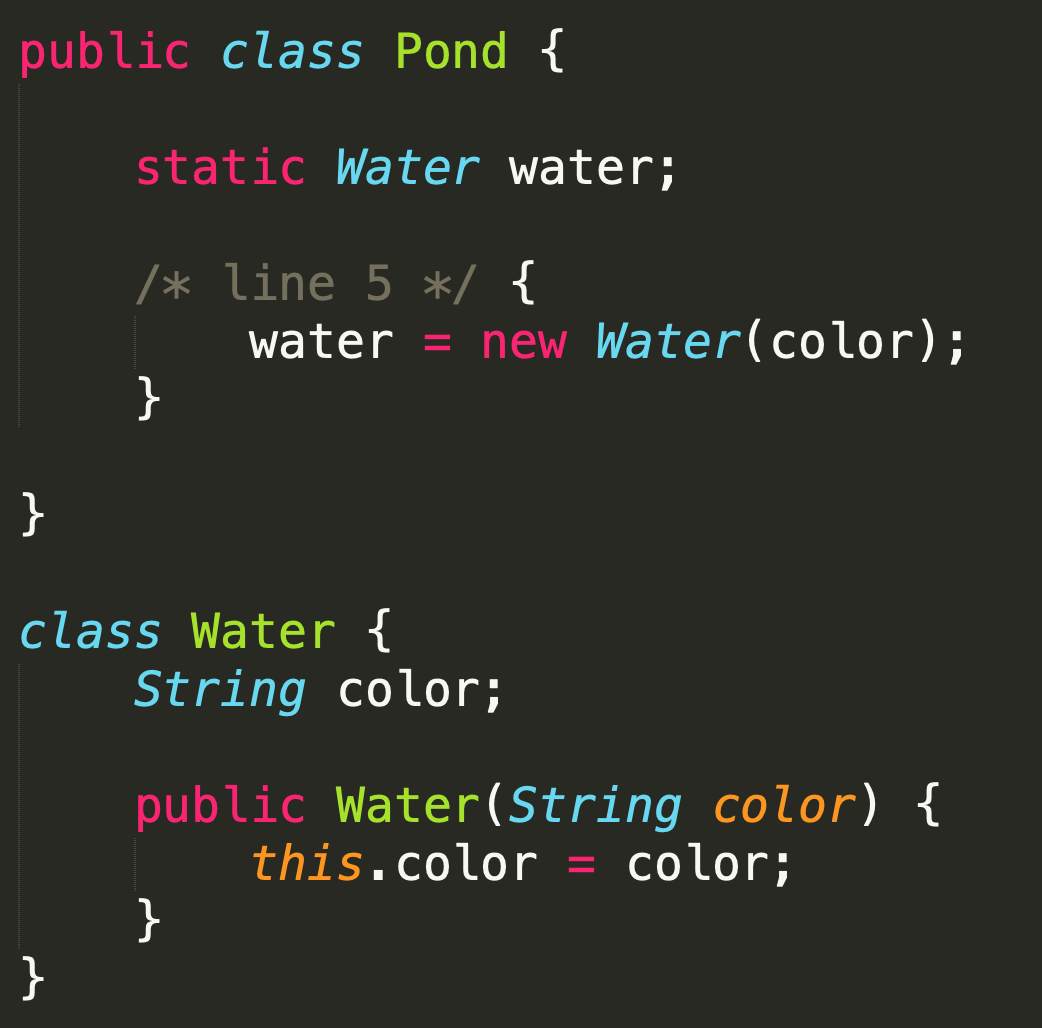 public class Pond {
static Water water;
/* line 5 */ {
water = new Water(color);
}
}
class Water {
String color;
public Water(String color) {
this.color = color;
}
}